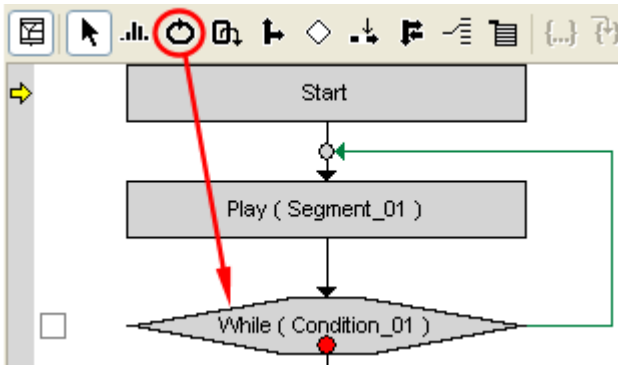 Start
Play ( Segment_01 )
While ( Condition_01 )